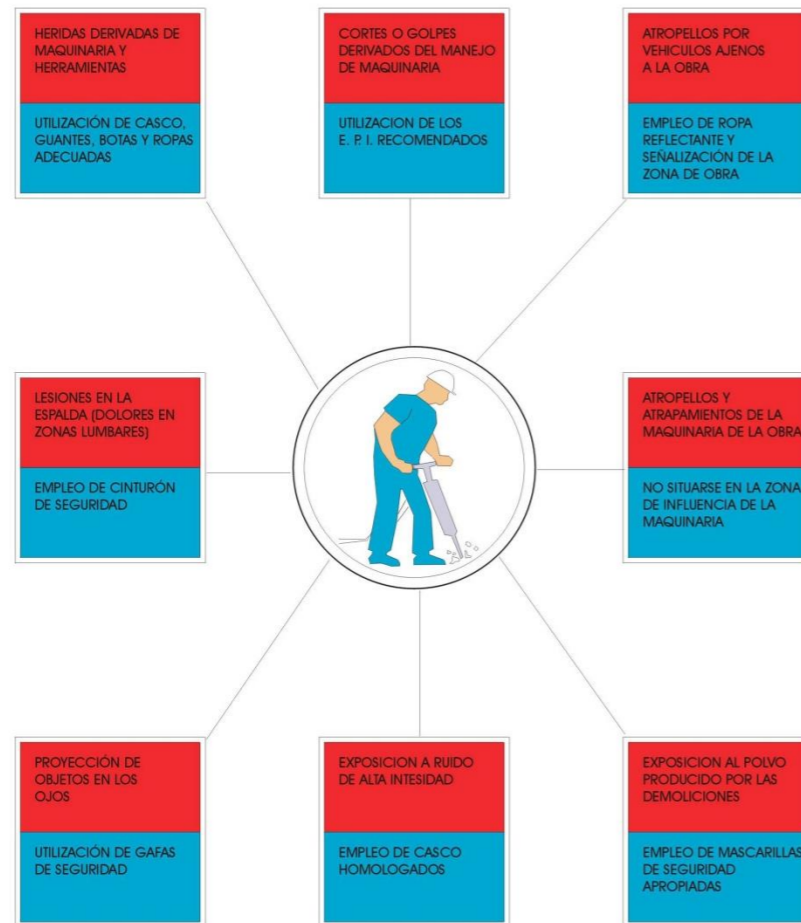 HERIDAS DERIVADAS DE
MAQUINARIA Y
HERRAMIENTAS
UTILIZACIÓN DE CASCO,
GUANTES, BOTAS Y ROPAS
ADECUADAS
CORTES O GOLPES
DERIVADOS DEL MANEJO
DE MAQUINARIA
UTILIZACION DE LOS
E. P. I. RECOMENDADOS
ATROPELLOS POR
VEHICULOS AJENOS
A LA OBRA
EMPLEO DE ROPA
REFLECTANTE Y
SEÑALIZACIÓN DE LA
ZONA DE OBRA
LESIONES EN LA
ESPALDA (DOLORES EN
ZONAS LUMBARES)
EMPLEO DE CINTURÓN
DE SEGURIDAD
ATROPELLOS Y
ATRAPAMIENTOS DE LA
MAQUINARIA DE LA OBRA
NO SITUARSE EN LA ZONA
DE INFLUENCIA DE LA
MAQUINARIA
PROYECCIÓN DE
OBJETOS EN LOS
OJOS
UTILIZACIÓN DE GAFAS
DE SEGURIDAD
EXPOSICION A RUIDO
DE ALTA INTESIDAD
EMPLEO DE CASCO
HOMOLOGADOS
EXPOSICION AL POLVO
PRODUCIDO POR LAS
DEMOLICIONES
EMPLEO DE MASCARILLAS
DE SEGURIDAD
APROPIADAS